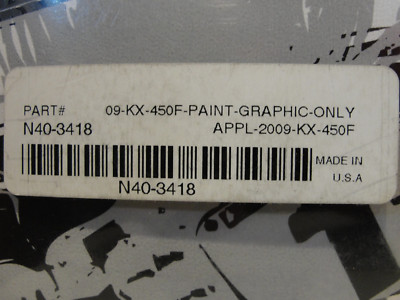 PART# 09-KX-450F-PAINT-GRAPHIC-ONLY
N40-3418 APPL-2009-KX-450F
MADE IN
U.S.A
N40-3418